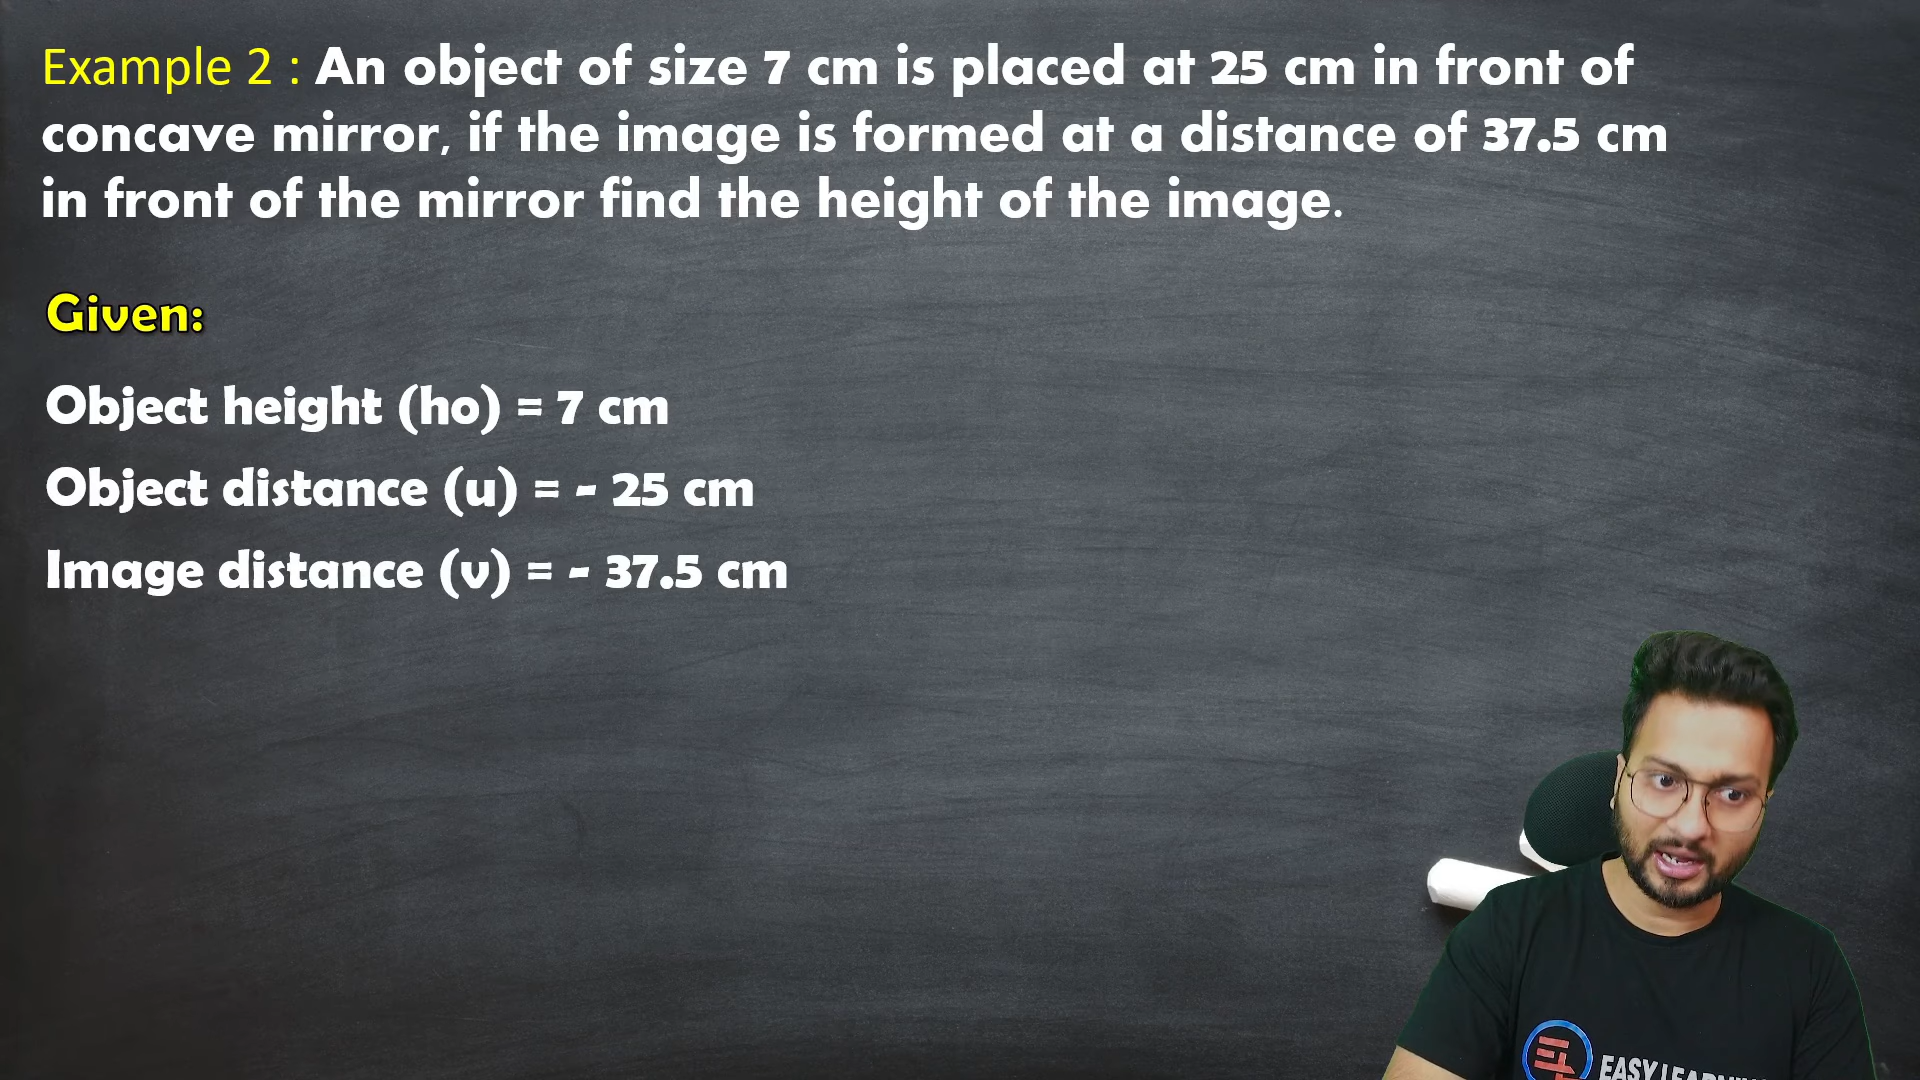 Example 2 : An object of size 7 cm is placed at 25 cm in front of
concave mirror, if the image is formed at a distance of 37.5 cm
in front of the mirror find the height of the image.
Given:
Object height (ho) = 7 cm
Object distance (u) = - 25 cm
Image distance (v) = - 37.5 cm